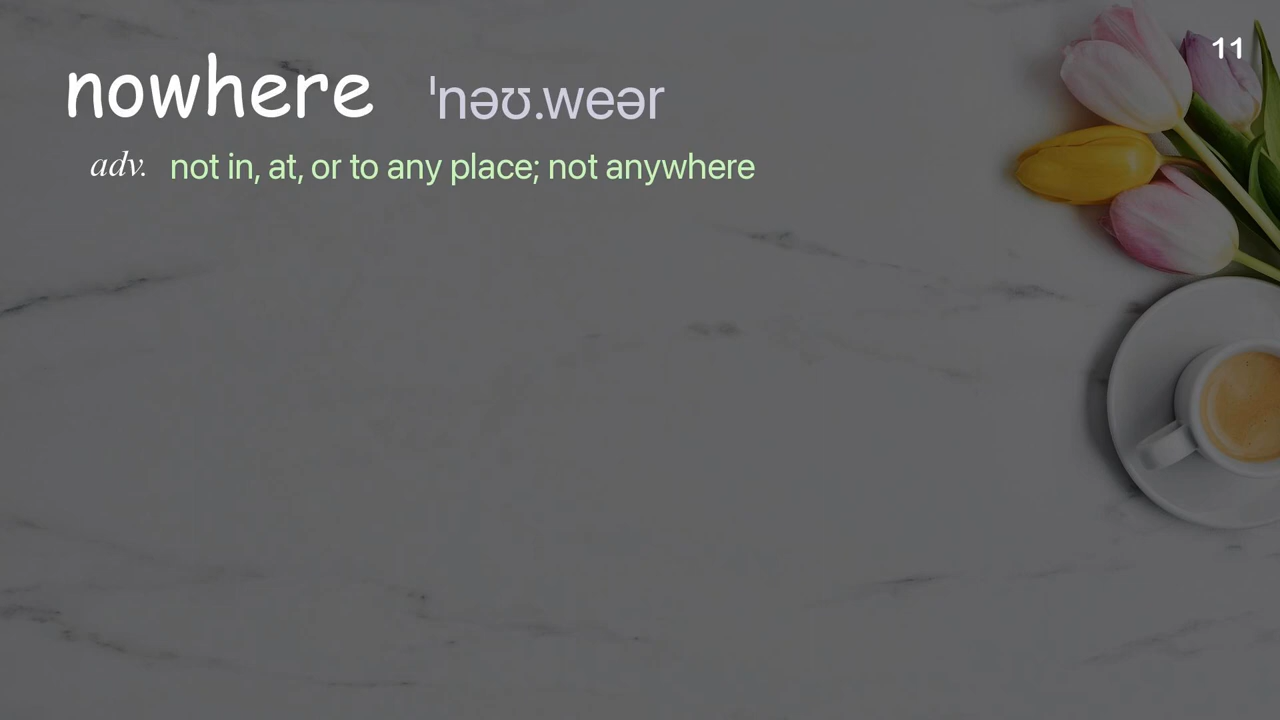 11
nowhere ˈnəʊ.weər
adv. not in, at, or to any place; not anywhere